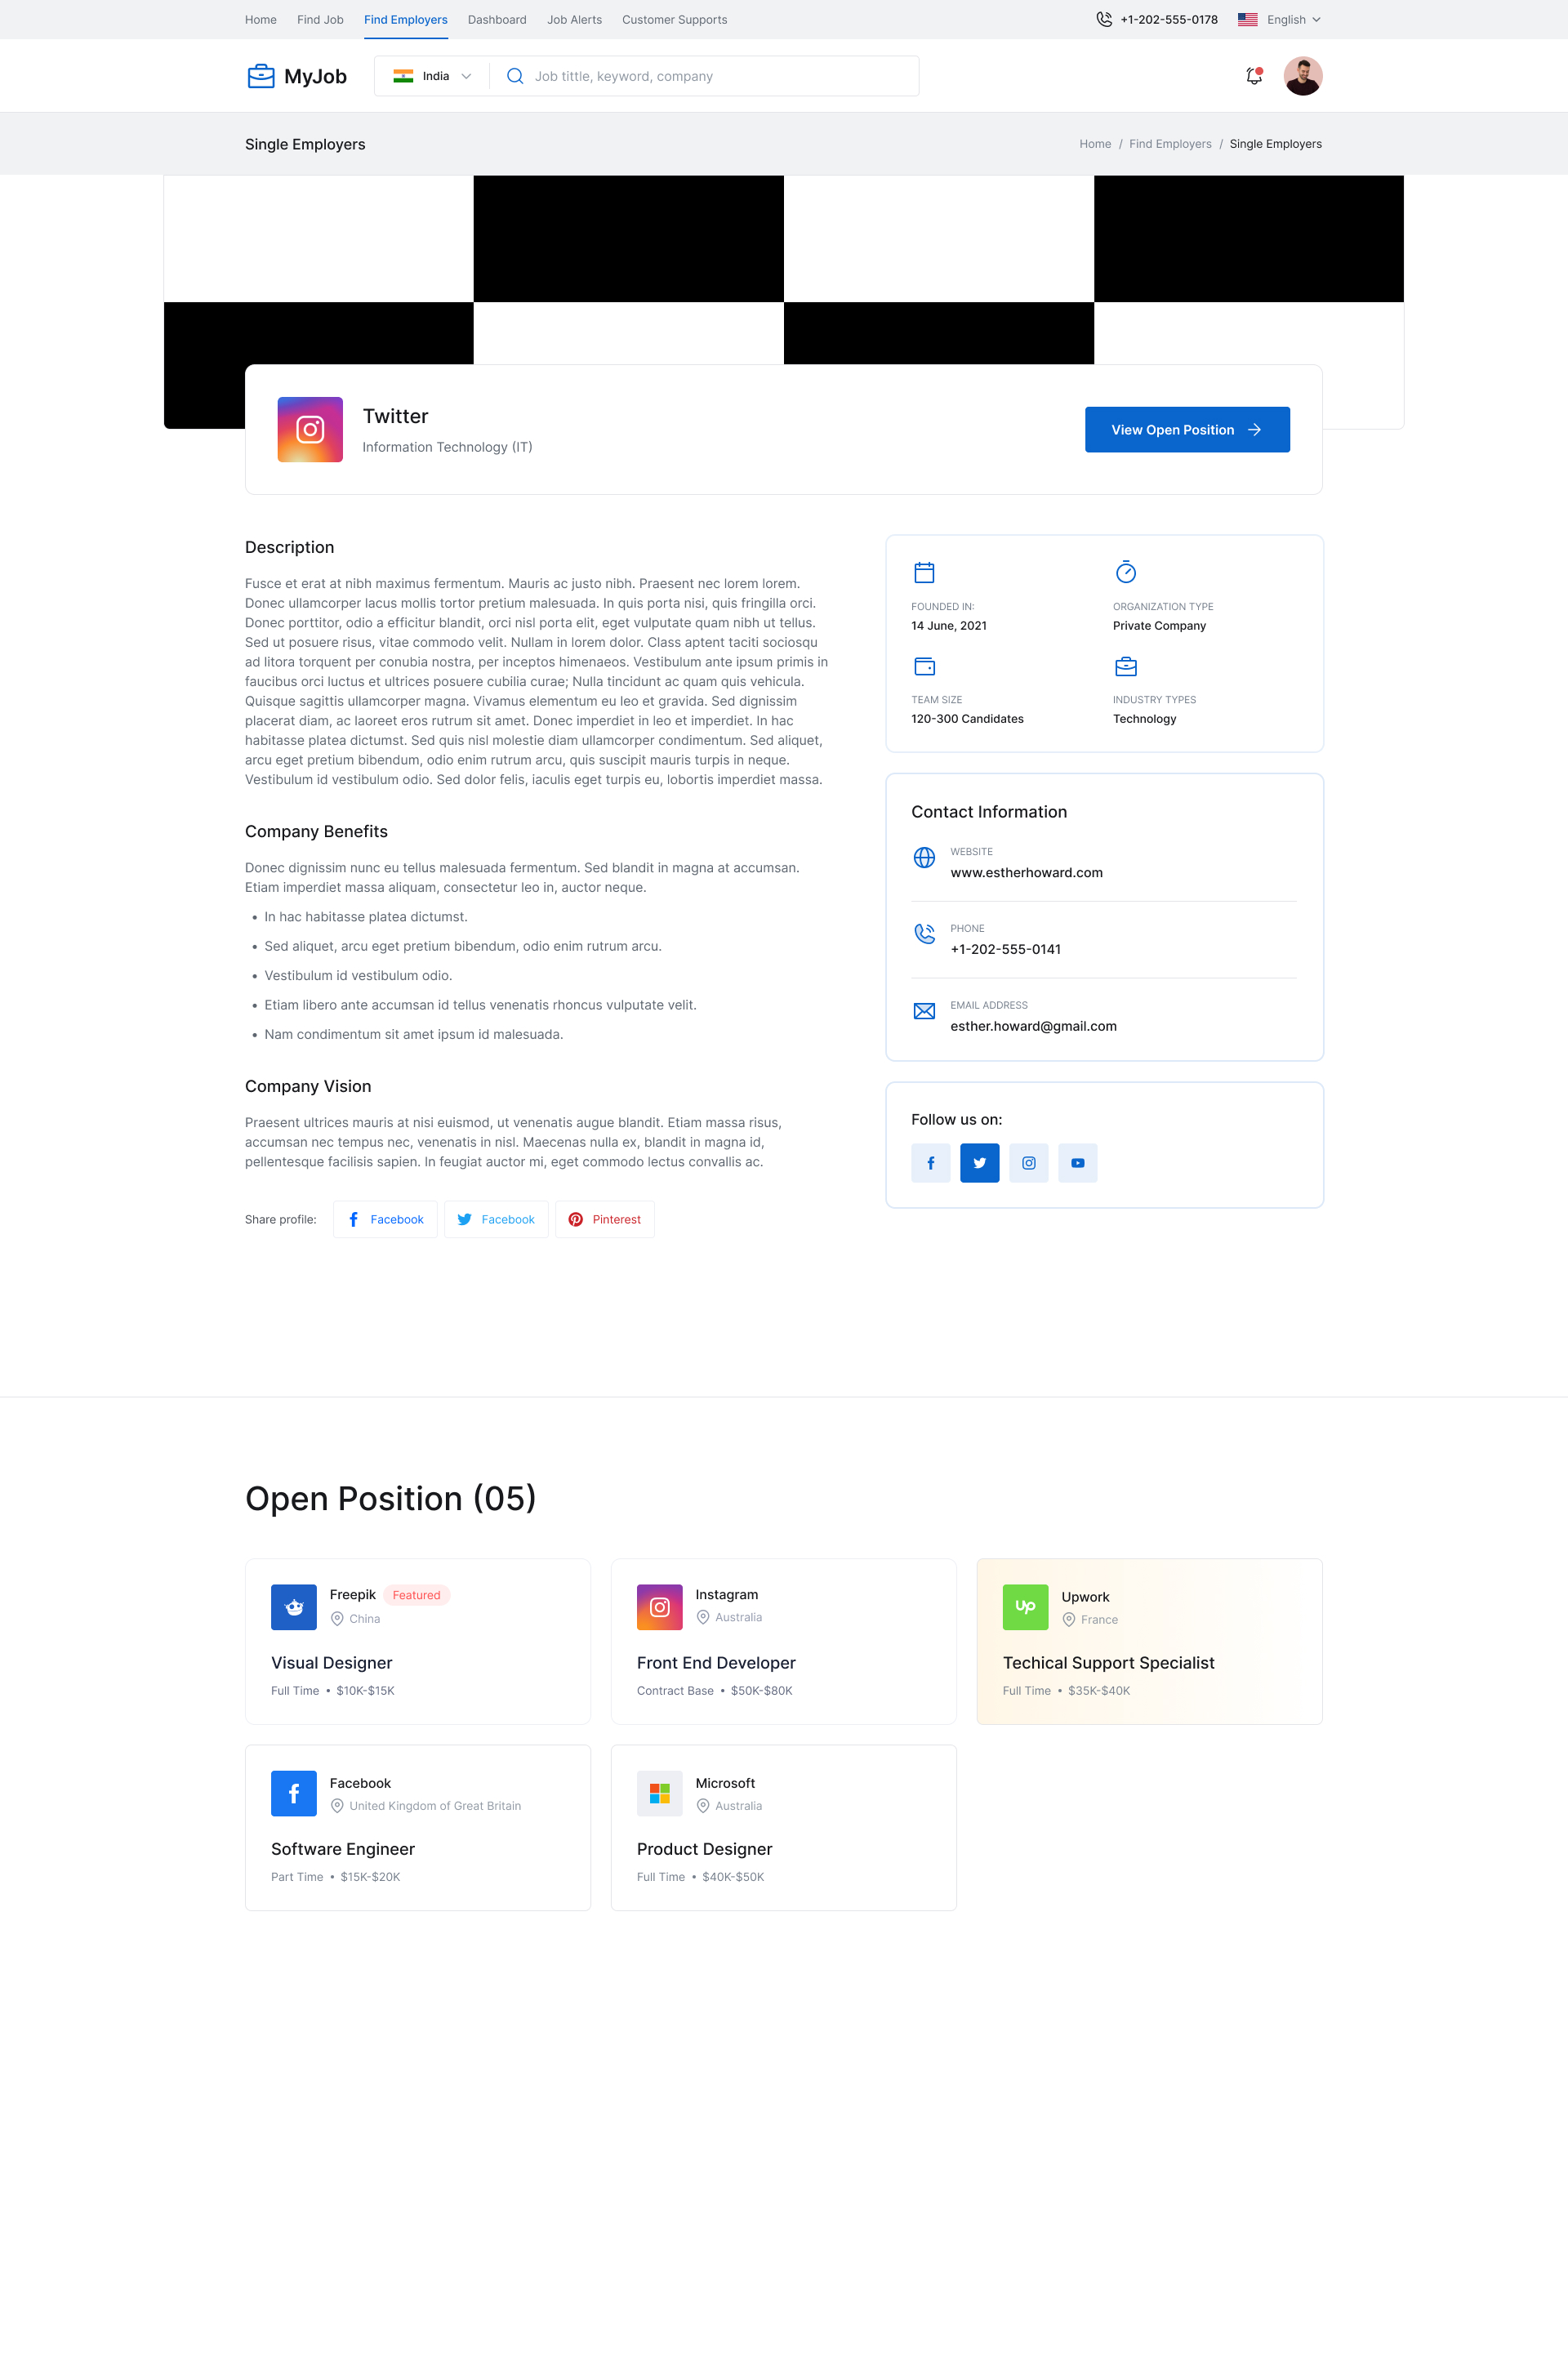 Home Find Job Find Employers Dashboard Job Alerts Customer Supports +1-202-555-0178 English
MyJob India Job tittle, keyword, company
Single Employers Home / Find Employers / Single Employers
Twitter
Information Technology (IT)
View Open Position
Description
Fusce et erat at nibh maximus fermentum. Mauris ac justo nibh. Praesent nec lorem lorem.
Donec ullamcorper lacus mollis tortor pretium malesuada. In quis porta nisi, quis fringilla orci.
Donec porttitor, odio a efficitur blandit, orci nisl porta elit, eget vulputate quam nibh ut tellus.
Sed ut posuere risus, vitae commodo velit. Nullam in lorem dolor. Class aptent taciti sociosqu
ad litora torquent per conubia nostra, per inceptos himenaeos. Vestibulum ante ipsum primis in
faucibus orci luctus et ultrices posuere cubilia curae; Nulla tincidunt ac quam quis vehicula.
Quisque sagittis ullamcorper magna. Vivamus elementum eu leo et gravida. Sed dignissim
placerat diam, ac laoreet eros rutrum sit amet. Donec imperdiet in leo et imperdiet. In hac
habitasse platea dictumst. Sed quis nisl molestie diam ullamcorper condimentum. Sed aliquet,
arcu eget pretium bibendum, odio enim rutrum arcu, quis suscipit mauris turpis in neque.
Vestibulum id vestibulum odio. Sed dolor felis, iaculis eget turpis eu, lobortis imperdiet massa.
Company Benefits
Donec dignissim nunc eu tellus malesuada fermentum. Sed blandit in magna at accumsan.
Etiam imperdiet massa aliquam, consectetur leo in, auctor neque.
• In hac habitasse platea dictumst.
• Sed aliquet, arcu eget pretium bibendum, odio enim rutrum arcu.
• Vestibulum id vestibulum odio.
• Etiam libero ante accumsan id tellus venenatis rhoncus vulputate velit.
• Nam condimentum sit amet ipsum id malesuada.
Company Vision
Praesent ultrices mauris at nisi euismod, ut venenatis augue blandit. Etiam massa risus,
accumsan nec tempus nec, venenatis in nisl. Maecenas nulla ex, blandit in magna id,
pellentesque facilisis sapien. In feugiat auctor mi, eget commodo lectus convallis ac.
Share profile: Facebook Facebook Pinterest
FOUNDED IN:
14 June, 2021
ORGANIZATION TYPE
Private Company
TEAM SIZE
120-300 Candidates
INDUSTRY TYPES
Technology
Contact Information
WEBSITE
www.estherhoward.com
PHONE
+1-202-555-0141
EMAIL ADDRESS
esther.howard@gmail.com
Follow us on:
Open Position (05)
Freepik Featured
China
Visual Designer
Full Time • $10K-$15K
Instagram
Australia
Front End Developer
Contract Base • $50K-$80K
Up
Upwork
France
Techical Support Specialist
Full Time • $35K-$40K
Facebook
United Kingdom of Great Britain
Software Engineer
Part Time • $15K-$20K
Microsoft
Australia
Product Designer
Full Time • $40K-$50K